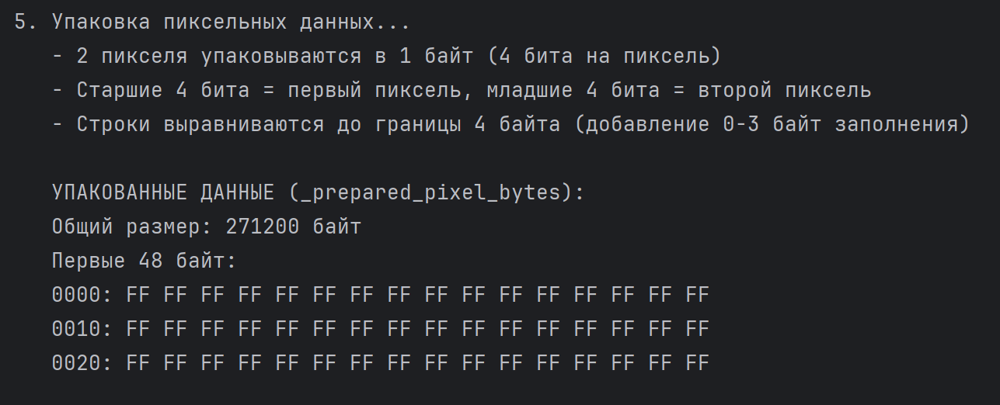 5. Упаковка пиксельных данных...
- 2 пикселя упаковываются в 1 байт (4 бита на пиксель)
- Старшие 4 бита = первый пиксель, младшие 4 бита = второй пиксель
- Строки выравниваются до границы 4 байта (добавление 0-3 байт заполнения)
УПАКОВАННЫЕ ДАННЫЕ (_prepared_pixel_bytes):
Общий размер: 271200 байт
Первые 48 байт:
0000: FF FF FF FF FF FF FF FF FF FF FF FF FF FF FF FF
0010: FF FF FF FF FF FF FF FF FF FF FF FF FF FF FF FF
0020: FF FF FF FF FF FF FF FF FF FF FF FF FF FF FF FF